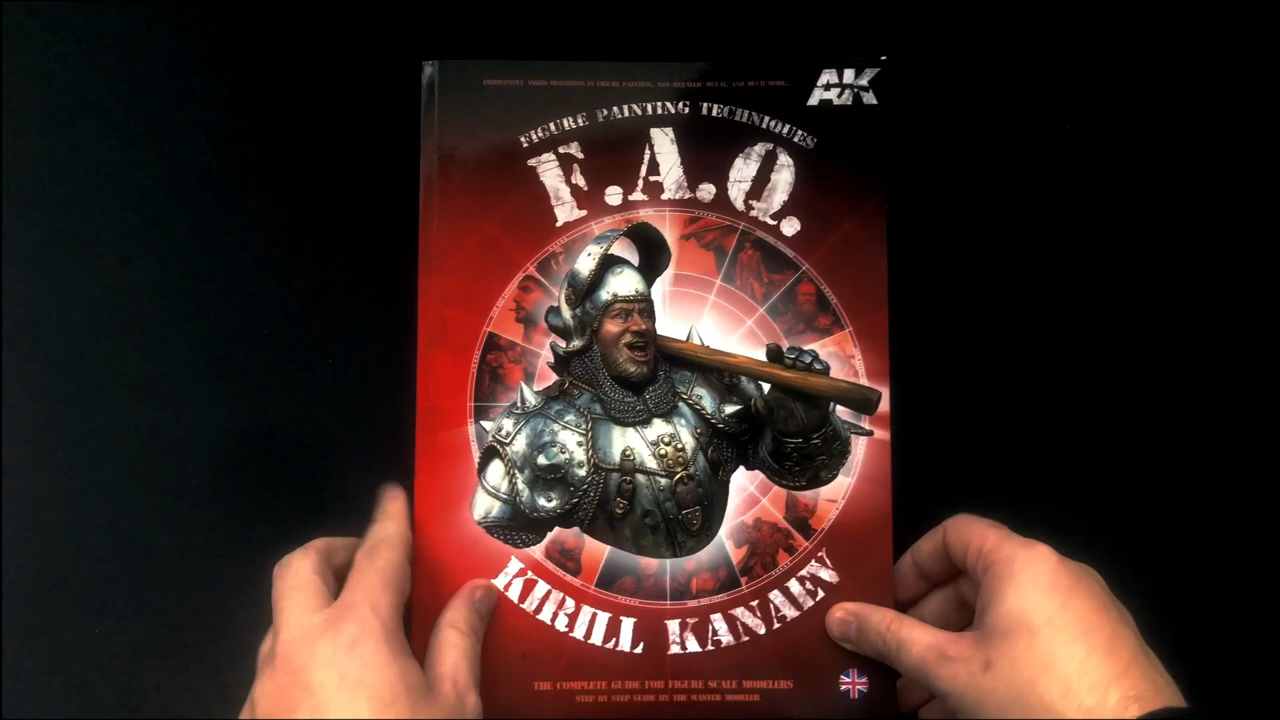 AK
FIGURE PAINTING TECHNIQUES
F.A.Q.
KIRILL KANAEV
THE COMPLETE GUIDE FOR FIGURE SCALE MODELERS
STEP BY STEP GUIDE BY THE MASTER MODELER